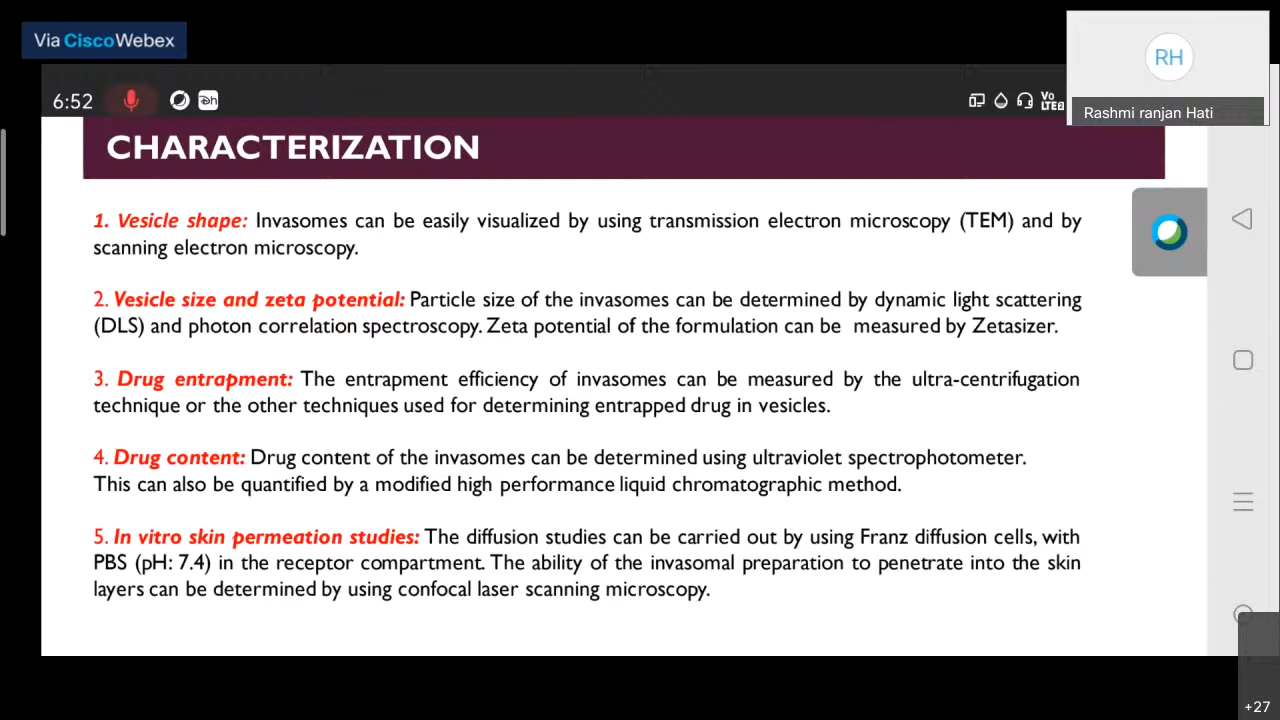 Via CiscoWebex
RH
Rashmi ranjan Hati
6:52
Vo
LTE2
CHARACTERIZATION
1. Vesicle shape: Invasomes can be easily visualized by using transmission electron microscopy (TEM) and by
scanning electron microscopy.
2. Vesicle size and zeta potential: Particle size of the invasomes can be determined by dynamic light scattering
(DLS) and photon correlation spectroscopy. Zeta potential of the formulation can be measured by Zetasizer.
3. Drug entrapment: The entrapment efficiency of invasomes can be measured by the ultra-centrifugation
technique or the other techniques used for determining entrapped drug in vesicles.
4. Drug content: Drug content of the invasomes can be determined using ultraviolet spectrophotometer.
This can also be quantified by a modified high performance liquid chromatographic method.
5. In vitro skin permeation studies: The diffusion studies can be carried out by using Franz diffusion cells, with
PBS (pH: 7.4) in the receptor compartment. The ability of the invasomal preparation to penetrate into the skin
layers can be determined by using confocal laser scanning microscopy.
+27